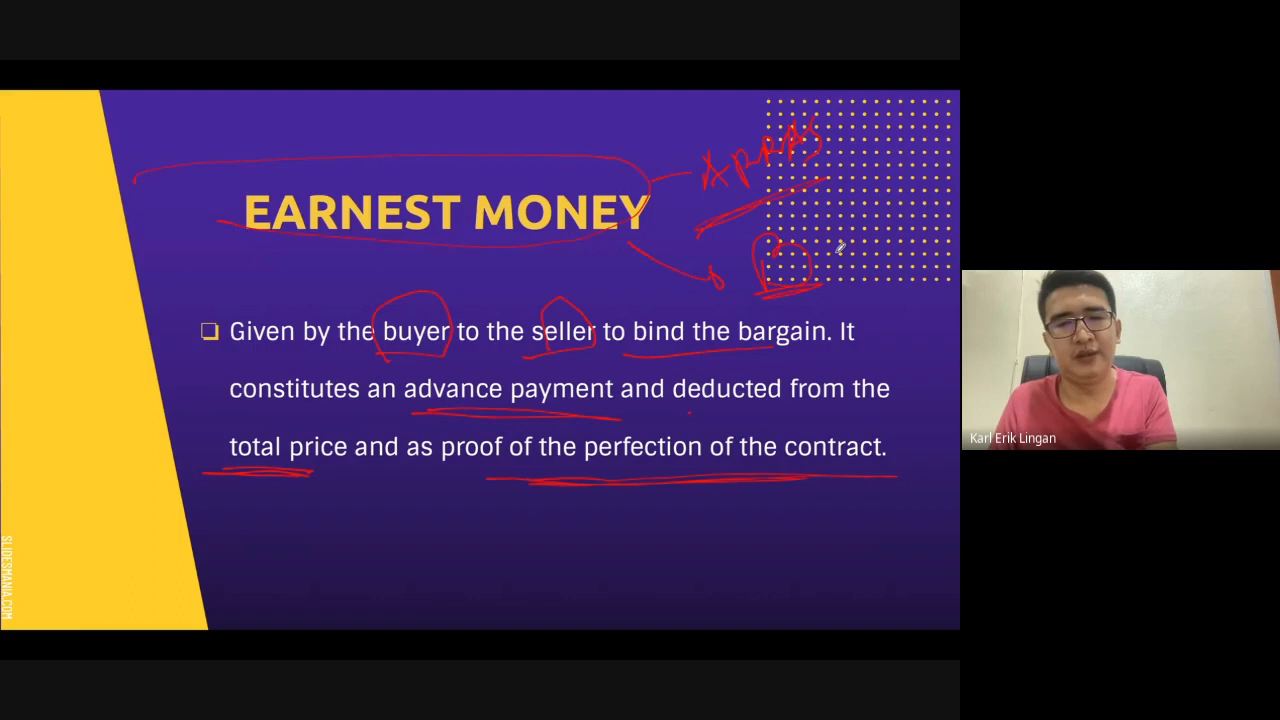 EARNEST MONEY
ARRAS
Given by the buyer to the seller to bind the bargain. It
constitutes an advance payment and deducted from the
total price and as proof of the perfection of the contract.
SLIDESMANIA.COM
Karl Erik Lingan